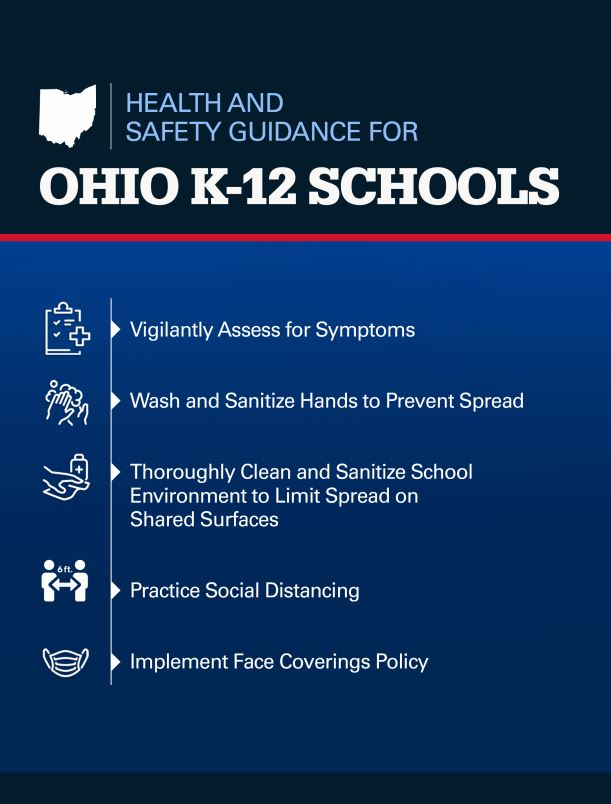 HEALTH AND
SAFETY GUIDANCE FOR
OHIO K-12 SCHOOLS
Vigilantly Assess for Symptoms
Wash and Sanitize Hands to Prevent Spread
Thoroughly Clean and Sanitize School
Environment to Limit Spread on
Shared Surfaces
6 ft.
Practice Social Distancing
Implement Face Coverings Policy